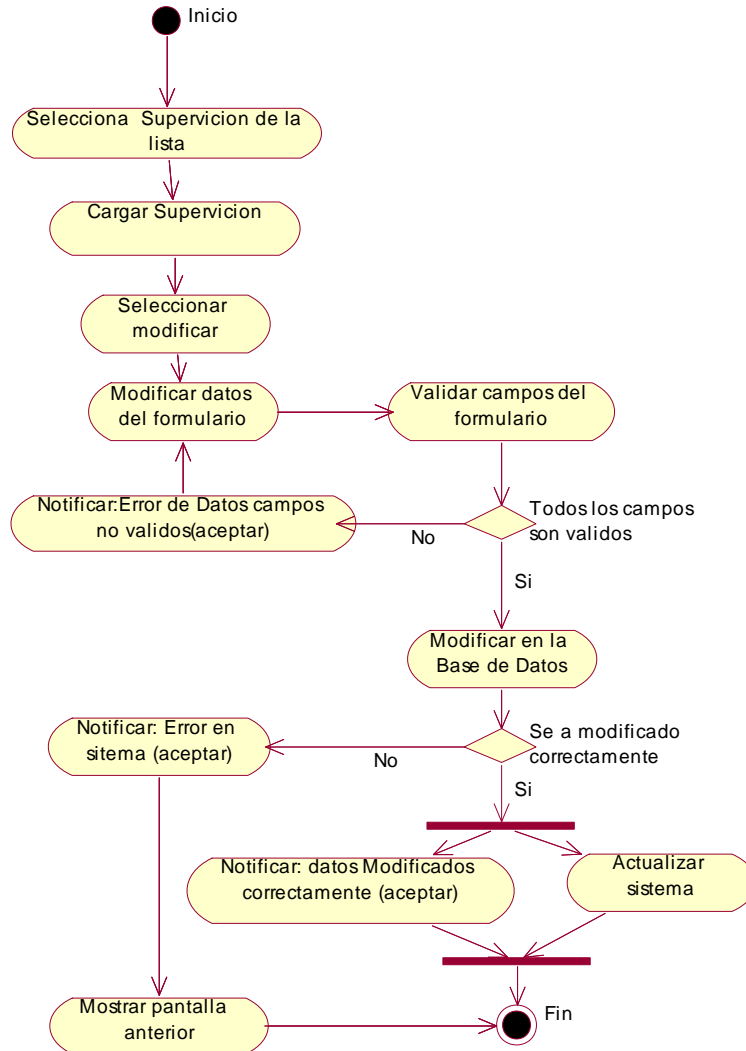 Inicio
Selecciona Supervicion de la
lista
Cargar Supervicion
Seleccionar
modificar
Modificar datos
del formulario
Validar campos del
formulario
Notificar:Error de Datos campos
no validos(aceptar)
No
Todos los campos
son validos
Si
Modificar en la
Base de Datos
Notificar: Error en
sitema (aceptar)
No
Se a modificado
correctamente
Si
Notificar: datos Modificados
correctamente (aceptar)
Actualizar
sistema
Mostrar pantalla
anterior
Fin